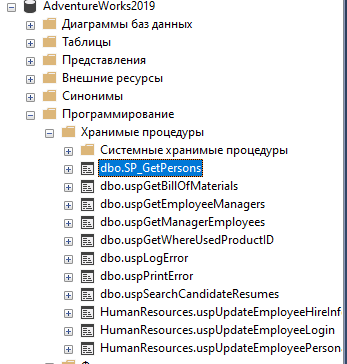 AdventureWorks2019
Диаграммы баз данных
Таблицы
Представления
Внешние ресурсы
Синонимы
Программирование
Хранимые процедуры
Системные хранимые процедуры
dbo.SP_GetPersons
dbo.uspGetBillOfMaterials
dbo.uspGetEmployeeManagers
dbo.uspGetManagerEmployees
dbo.uspGetWhereUsedProductID
dbo.uspLogError
dbo.uspPrintError
dbo.uspSearchCandidateResumes
HumanResources.uspUpdateEmployeeHireInf
HumanResources.uspUpdateEmployeeLogin
HumanResources.uspUpdateEmployeePerson